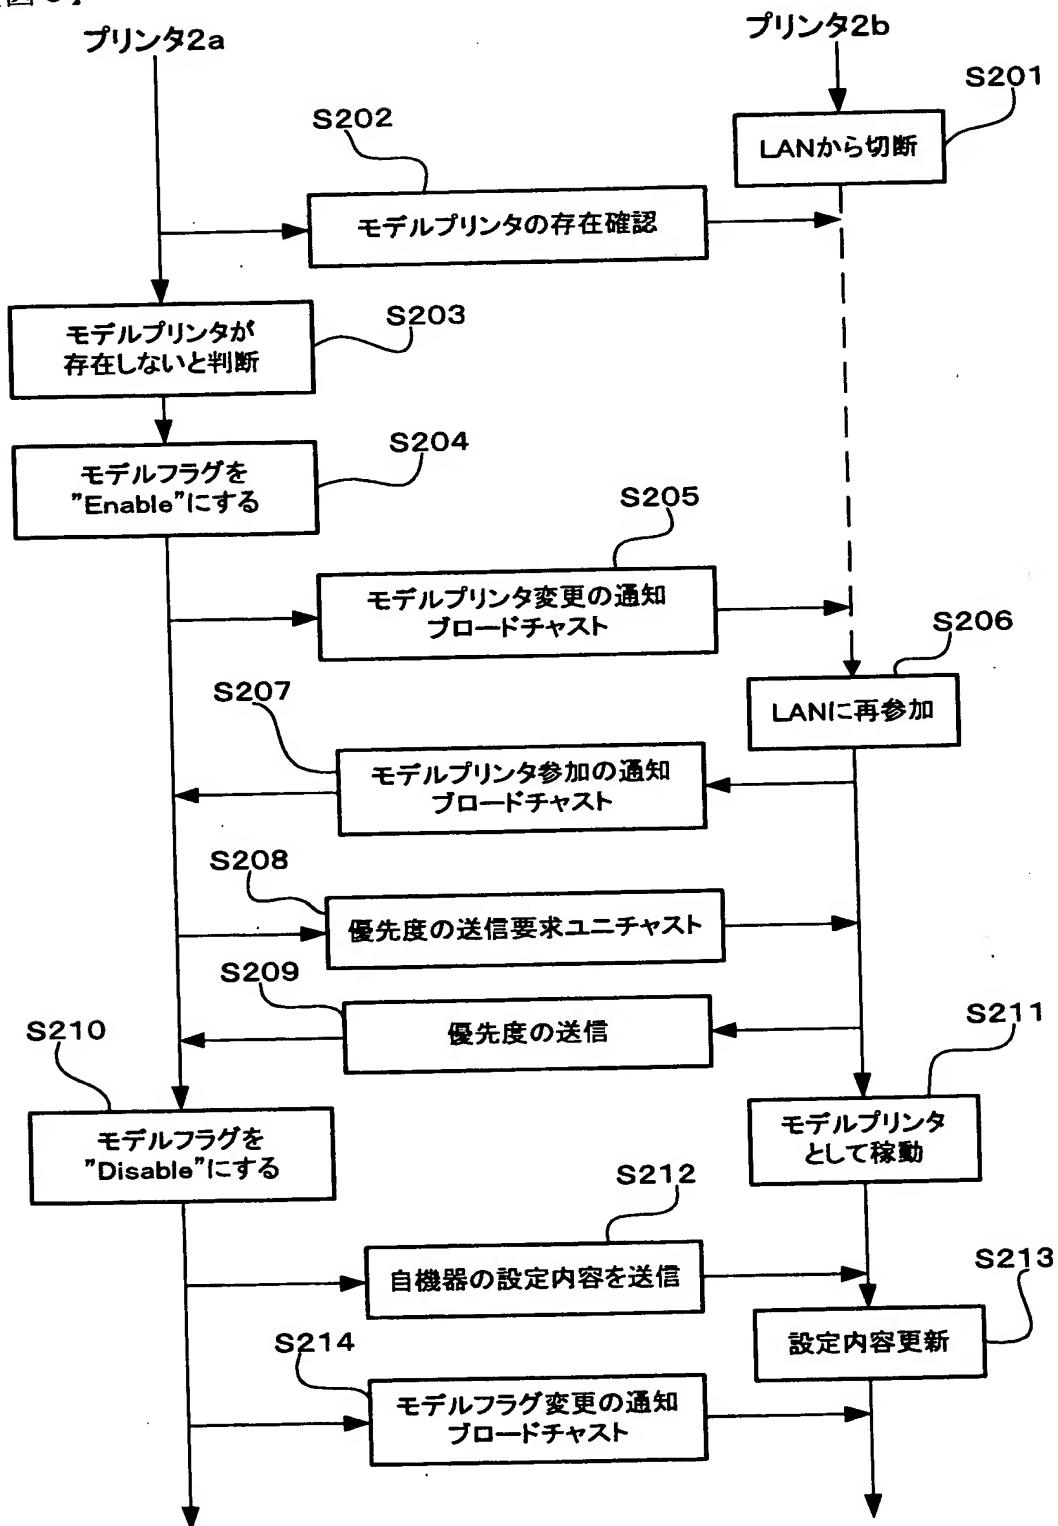 プリンタ2a
プリンタ2b
S201
LANから切断
S202
モデルプリンタの存在確認
S203
モデルプリンタが
存在しないと判断
S204
モデルフラグを
”Enable”にする
S205
モデルプリンタ変更の通知
ブロードチャスト
S206
LANに再参加
S207
モデルプリンタ参加の通知
ブロードチャスト
S208
優先度の送信要求ユニチャスト
S209
優先度の送信
S210
モデルフラグを
”Disable”にする
S211
モデルプリンタ
として稼動
S212
自機器の設定内容を送信
S213
設定内容更新
S214
モデルフラグ変更の通知
ブロードチャスト